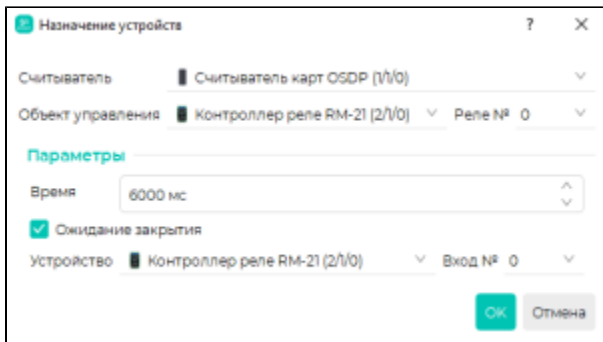 Назначение устройств ?
Считыватель Считыватель карт OSDP (1/1/0)
Объект управления Контроллер реле RM-21 (2/1/0) Реле № 0
Параметры
Время 6000 мс
Ожидание закрытия
Устройство Контроллер реле RM-21 (2/1/0) Вход № 0
OK Отмена